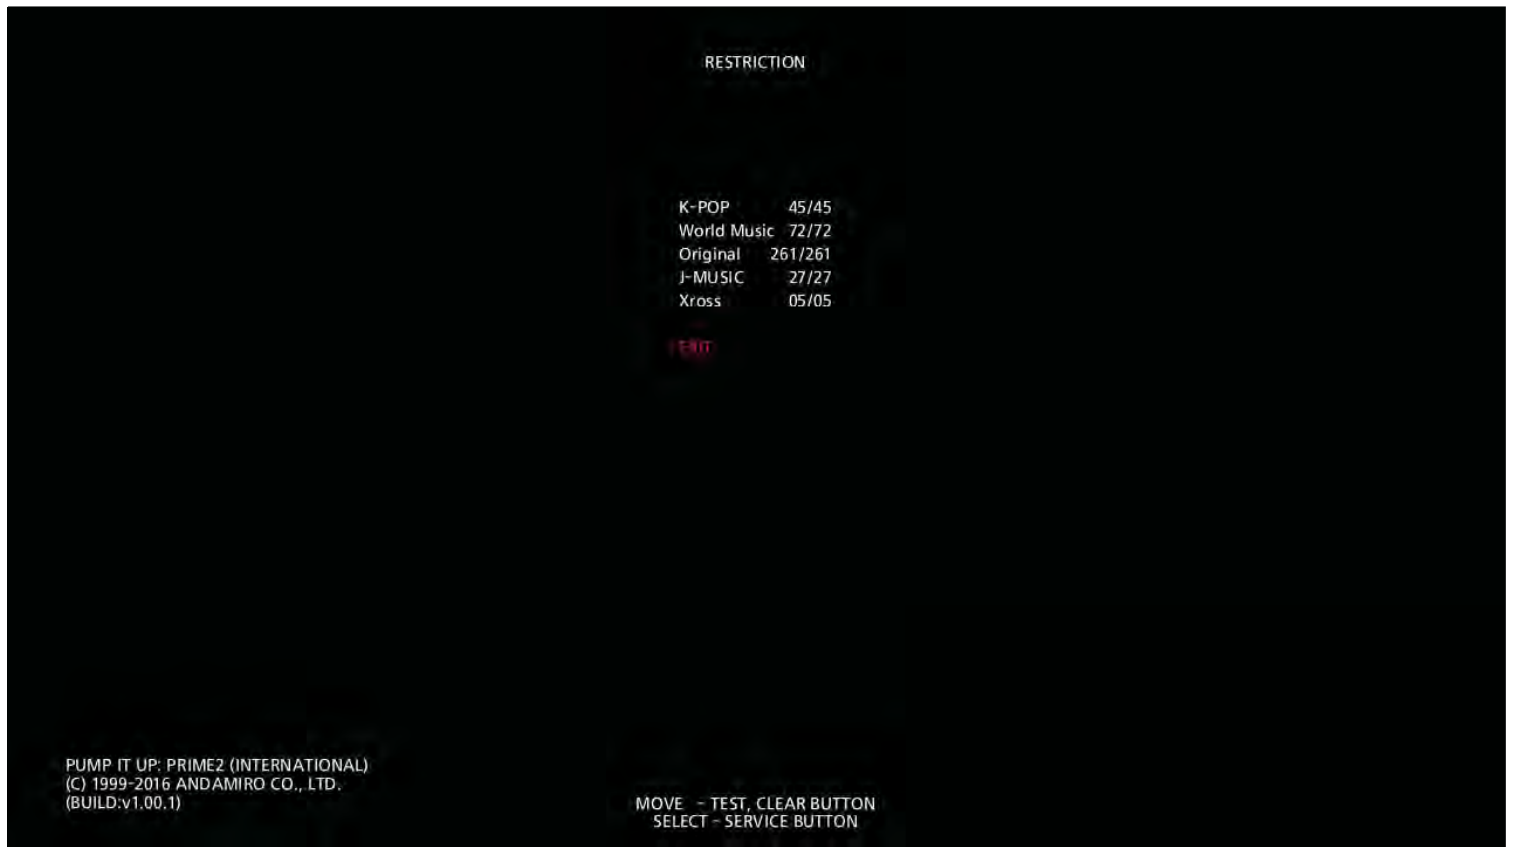 RESTRICTION
K-POP 45/45
World Music 72/72
Original 261/261
J-MUSIC 27/27
Xross 05/05
EXIT
PUMP IT UP: PRIME2 (INTERNATIONAL)
(C) 1999-2016 ANDAMIRO CO., LTD.
(BUILD:v1.00.1)
MOVE - TEST, CLEAR BUTTON
SELECT - SERVICE BUTTON